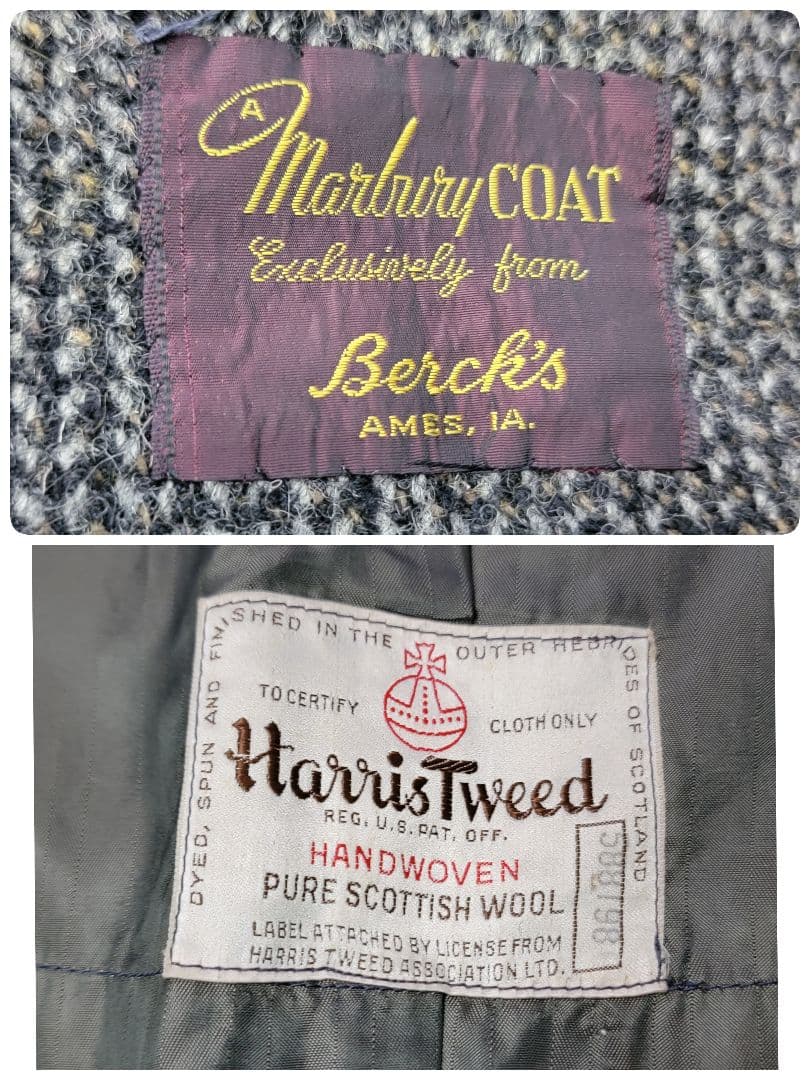 A
Marbury COAT
Exclusively from
Berck's
AMES, IA.
DYED, SPUN AND FINISHED IN THE OUTER HEBRIDES OF SCOTLAND
TO CERTIFY CLOTH ONLY
Harris Tweed
REG. U.S. PAT. OFF.
HANDWOVEN
PURE SCOTTISH WOOL
LABEL ATTACHED BY LICENSE FROM
HARRIS TWEED ASSOCIATION LTD.